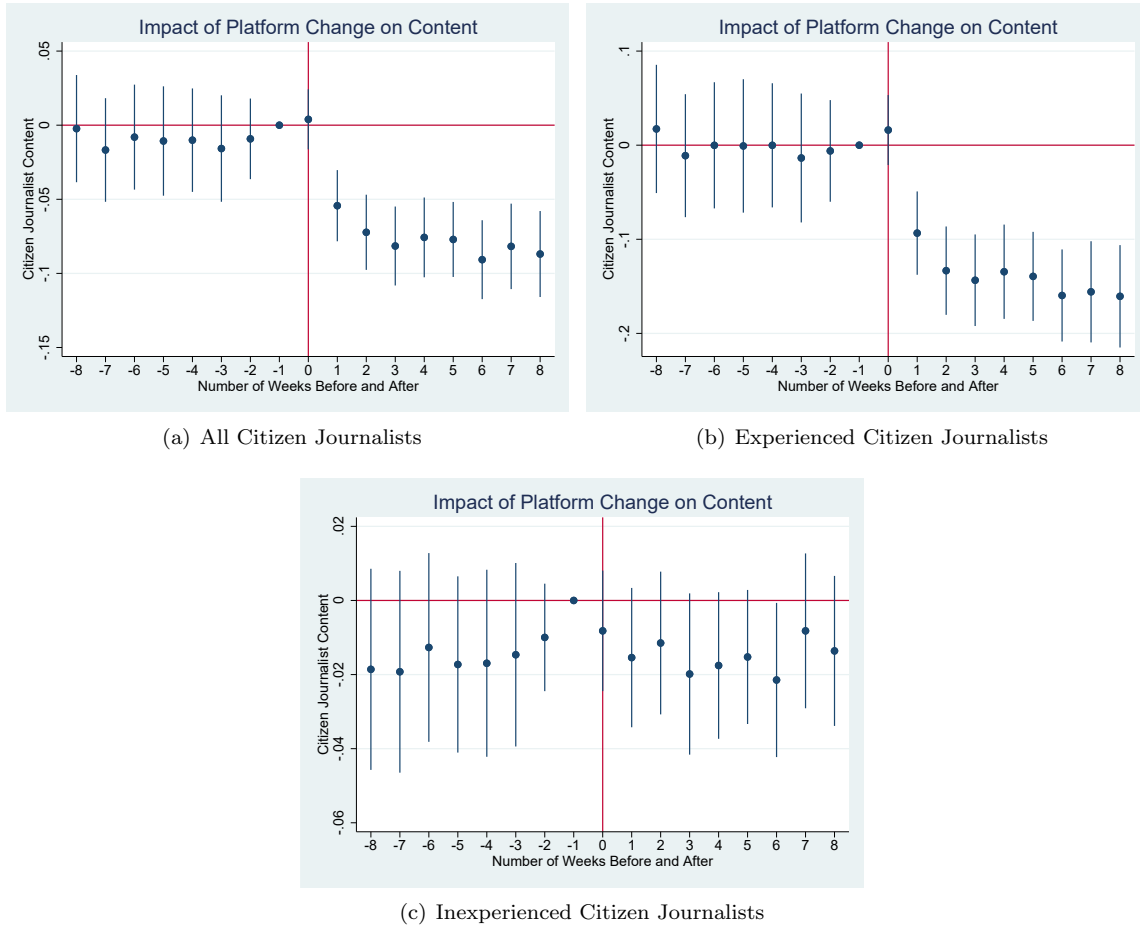 Impact of Platform Change on Content
Citizen Journalist Content
.05
0
-.05
-.1
-.15
-8 -7 -6 -5 -4 -3 -2 -1 0 1 2 3 4 5 6 7 8
Number of Weeks Before and After
(a) All Citizen Journalists
Impact of Platform Change on Content
Citizen Journalist Content
.1
0
-.1
-.2
-8 -7 -6 -5 -4 -3 -2 -1 0 1 2 3 4 5 6 7 8
Number of Weeks Before and After
(b) Experienced Citizen Journalists
Impact of Platform Change on Content
Citizen Journalist Content
.02
0
-.02
-.04
-.06
-8 -7 -6 -5 -4 -3 -2 -1 0 1 2 3 4 5 6 7 8
Number of Weeks Before and After
(c) Inexperienced Citizen Journalists